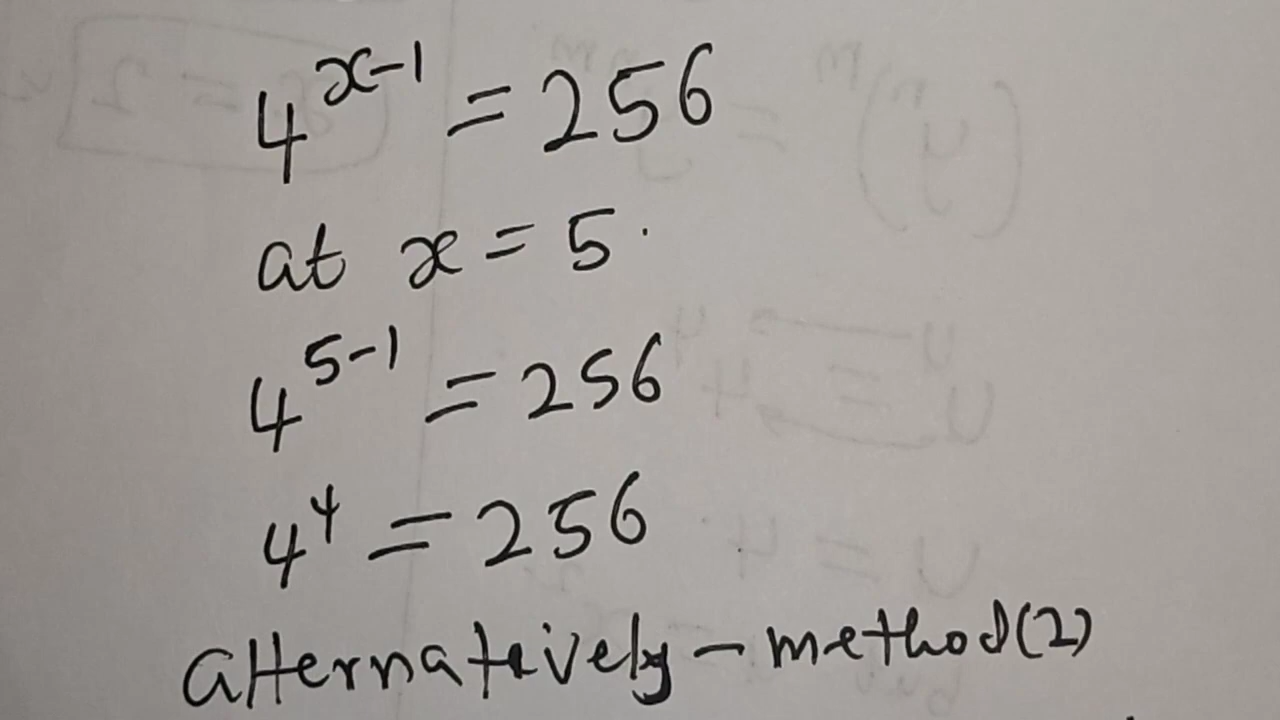 4^{x-1} = 256
at x = 5.
4^{5-1} = 256
4^4 = 256
alternatively - method(2)